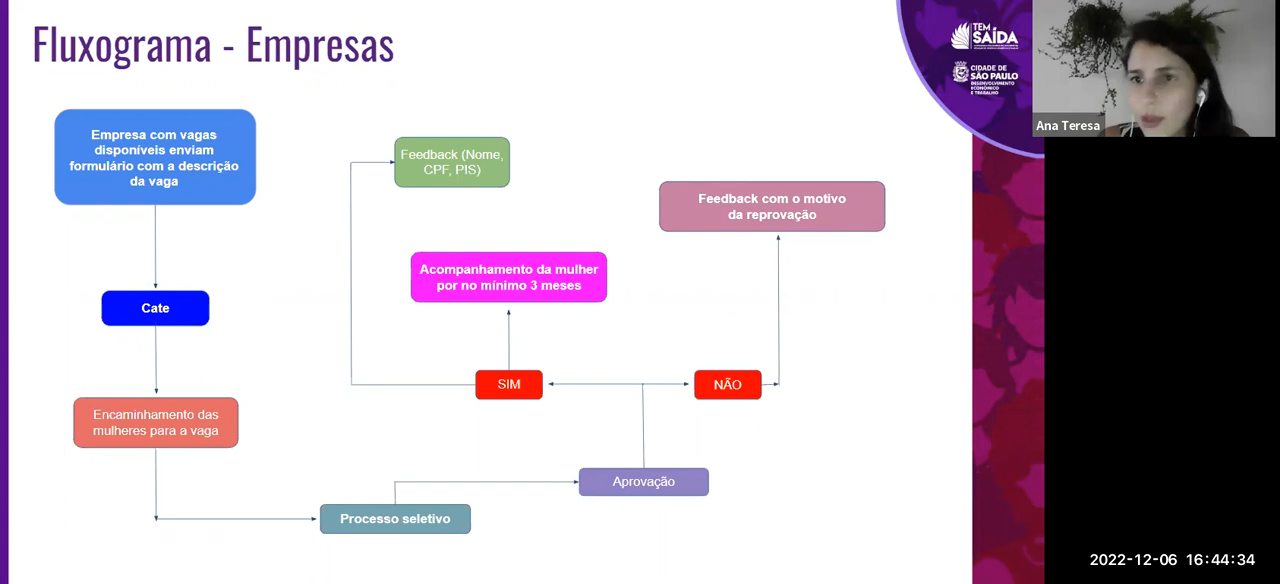 Fluxograma - Empresas
TEM
SAÍDA
CIDADE DE
SÃO PAULO
DESENVOLVIMENTO
ECONÔMICO
E TRABALHO
Ana Teresa
Empresa com vagas
disponíveis enviam
formulário com a descrição
da vaga
Feedback (Nome,
CPF, PIS)
Feedback com o motivo
da reprovação
Acompanhamento da mulher
por no mínimo 3 meses
Cate
SIM
NÃO
Encaminhamento das
mulheres para a vaga
Aprovação
Processo seletivo
2022-12-06 16:44:34